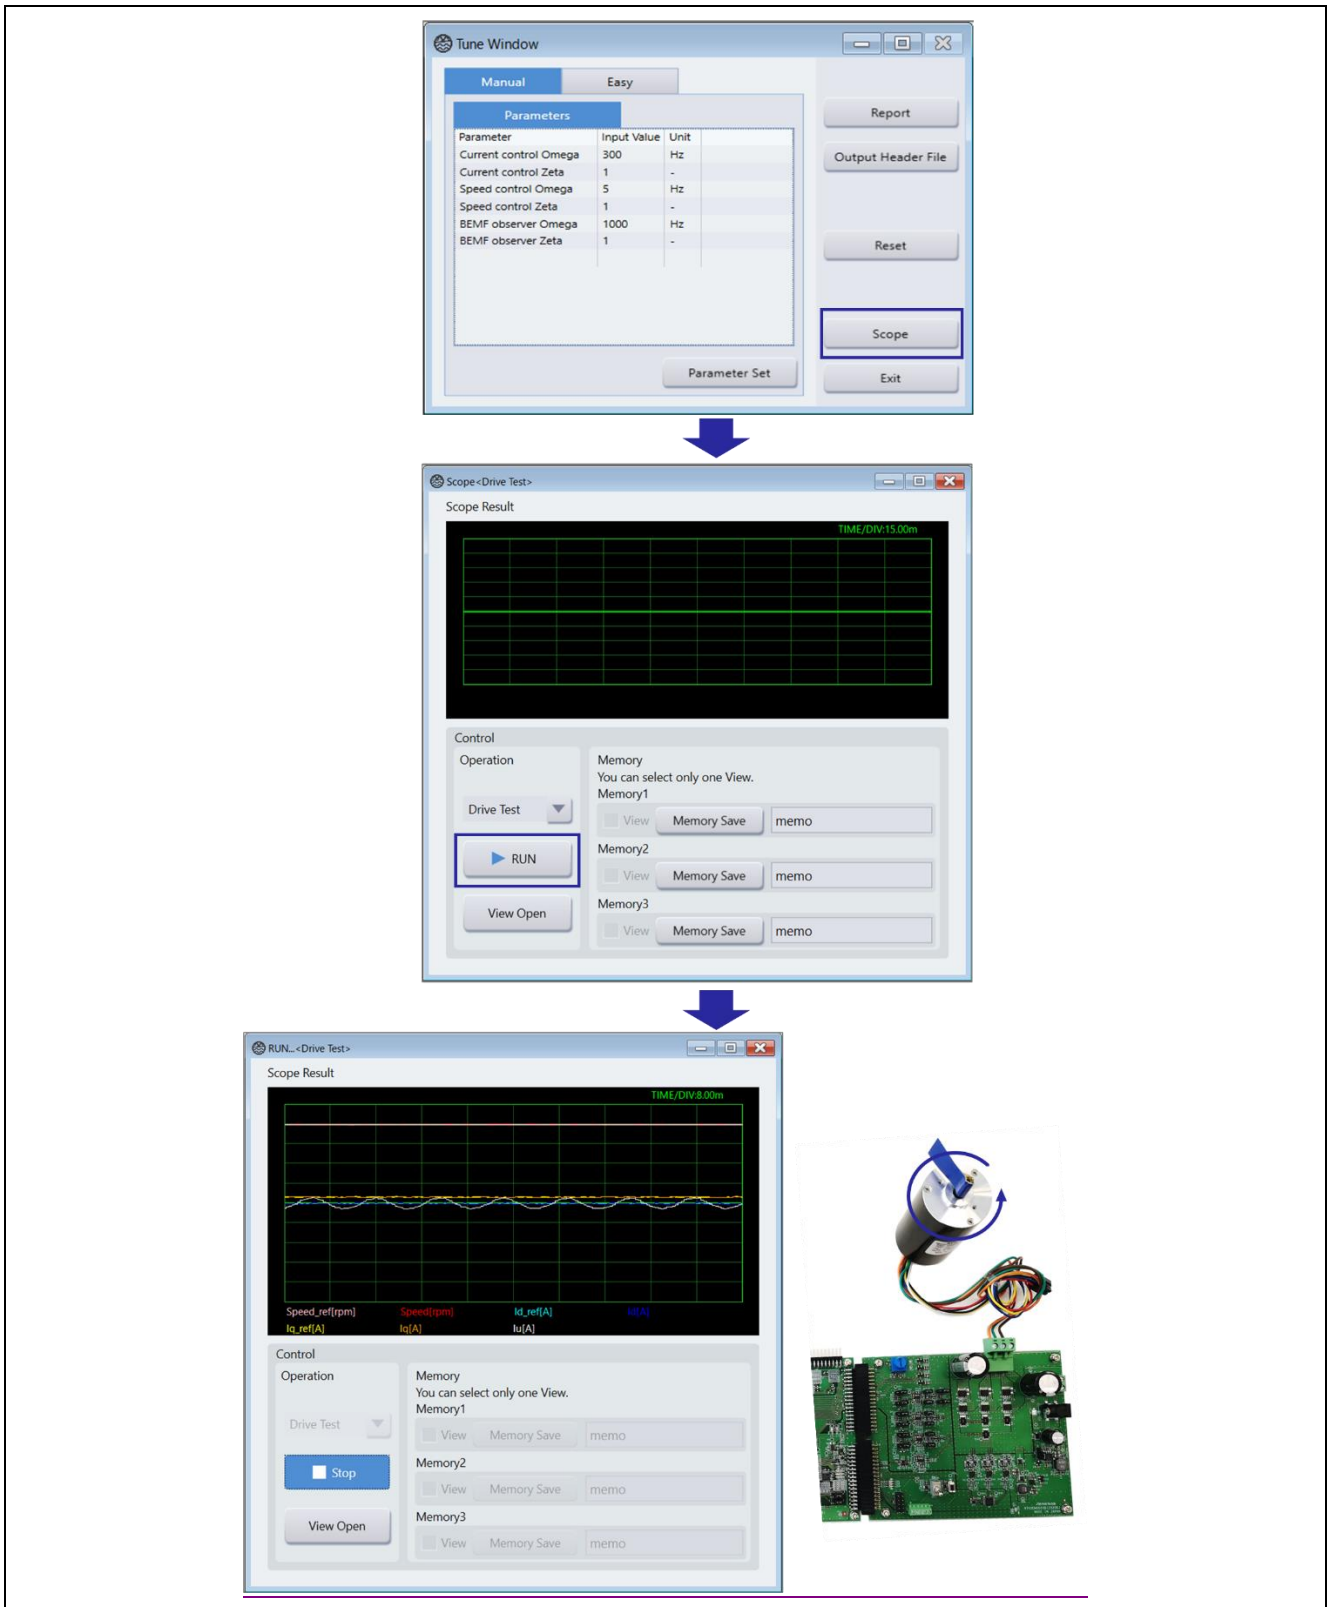 Tune Window
Manual Easy
Report
Parameters
Parameter Input Value Unit
Current control Omega 300 Hz
Output Header File
Current control Zeta 1 -
Speed control Omega 5 Hz
Speed control Zeta 1 -
BEMF observer Omega 1000 Hz
BEMF observer Zeta 1 -
Reset
Scope
Parameter Set
Exit
Scope<Drive Test>
Scope Result
TIME/DIV:15.00m
Control
Operation
Drive Test
RUN
View Open
Memory
You can select only one View.
Memory1
View Memory Save memo
Memory2
View Memory Save memo
Memory3
View Memory Save memo
RUN...<Drive Test>
Scope Result
TIME/DIV:8.00m
Speed_ref[rpm] Speed[rpm] Id_ref[A] Id[A]
Iq_ref[A] Iq[A] Iu[A]
Control
Operation
Drive Test
Stop
View Open
Memory
You can select only one View.
Memory1
View Memory Save memo
Memory2
View Memory Save memo
Memory3
View Memory Save memo